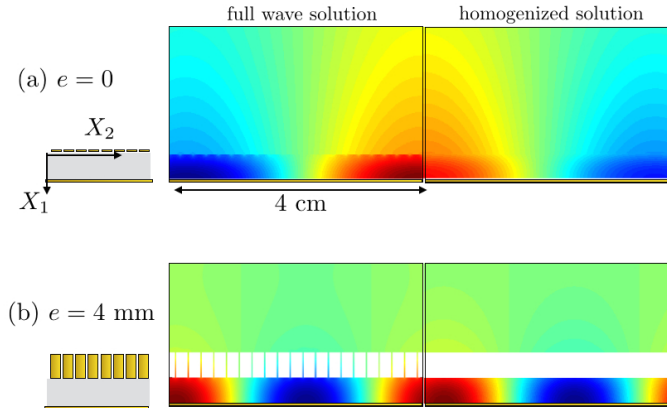 full wave solution homogenized solution
(a) e = 0
X₂
X₁
4 cm
(b) e = 4 mm